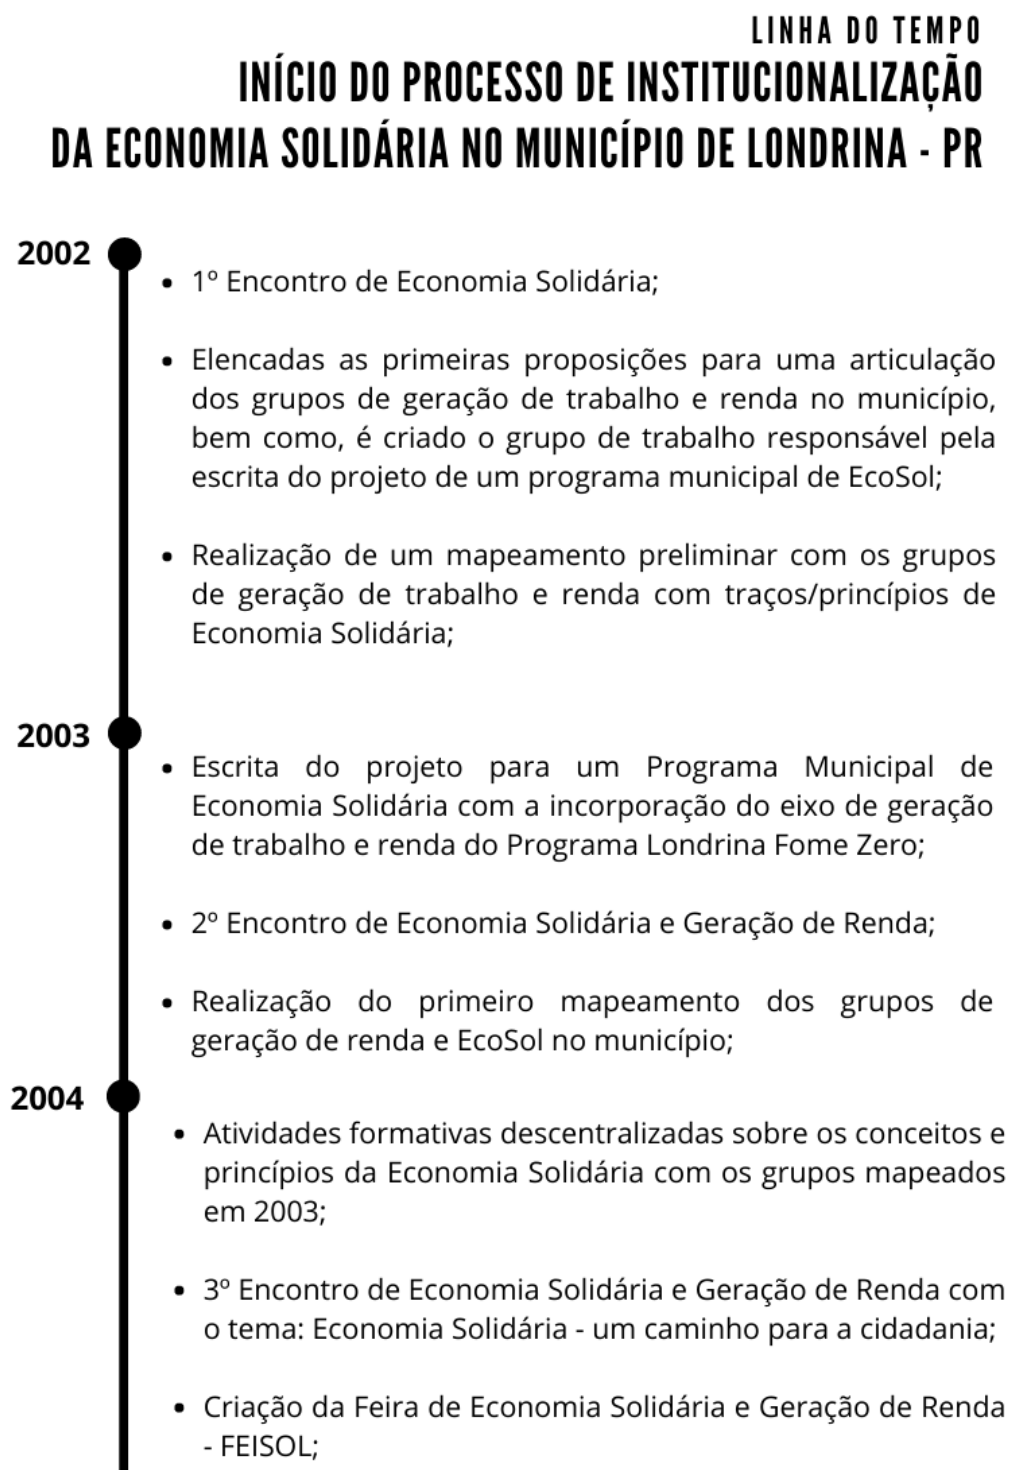 LINHA DO TEMPO
INÍCIO DO PROCESSO DE INSTITUCIONALIZAÇÃO
DA ECONOMIA SOLIDÁRIA NO MUNICÍPIO DE LONDRINA - PR
2002
• 1º Encontro de Economia Solidária;
• Elencadas as primeiras proposições para uma articulação
dos grupos de geração de trabalho e renda no município,
bem como, é criado o grupo de trabalho responsável pela
escrita do projeto de um programa municipal de EcoSol;
• Realização de um mapeamento preliminar com os grupos
de geração de trabalho e renda com traços/princípios de
Economia Solidária;
2003
• Escrita do projeto para um Programa Municipal de
Economia Solidária com a incorporação do eixo de geração
de trabalho e renda do Programa Londrina Fome Zero;
• 2º Encontro de Economia Solidária e Geração de Renda;
• Realização do primeiro mapeamento dos grupos de
geração de renda e EcoSol no município;
2004
• Atividades formativas descentralizadas sobre os conceitos e
princípios da Economia Solidária com os grupos mapeados
em 2003;
• 3º Encontro de Economia Solidária e Geração de Renda com
o tema: Economia Solidária - um caminho para a cidadania;
• Criação da Feira de Economia Solidária e Geração de Renda
- FEISOL;